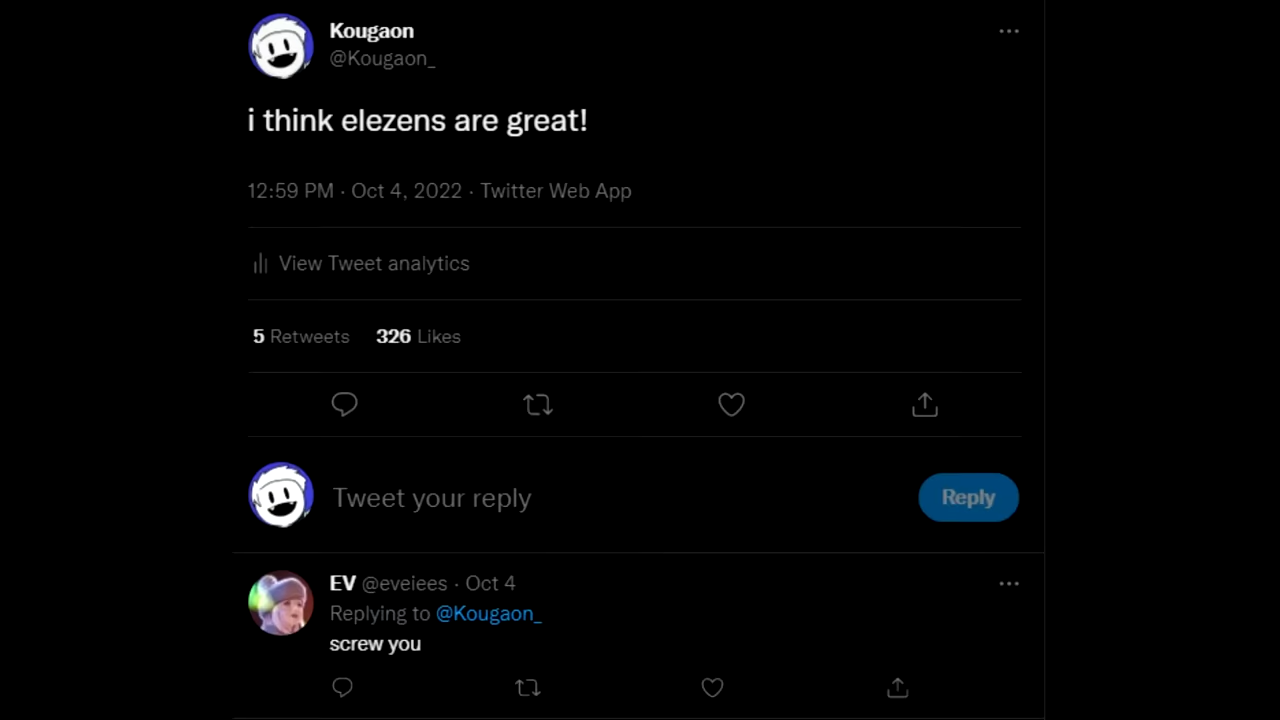 Kougaon
@Kougaon_
i think elezens are great!
12:59 PM · Oct 4, 2022 · Twitter Web App
View Tweet analytics
5 Retweets 326 Likes
Tweet your reply
Reply
EV @eveiees · Oct 4
Replying to @Kougaon_
screw you